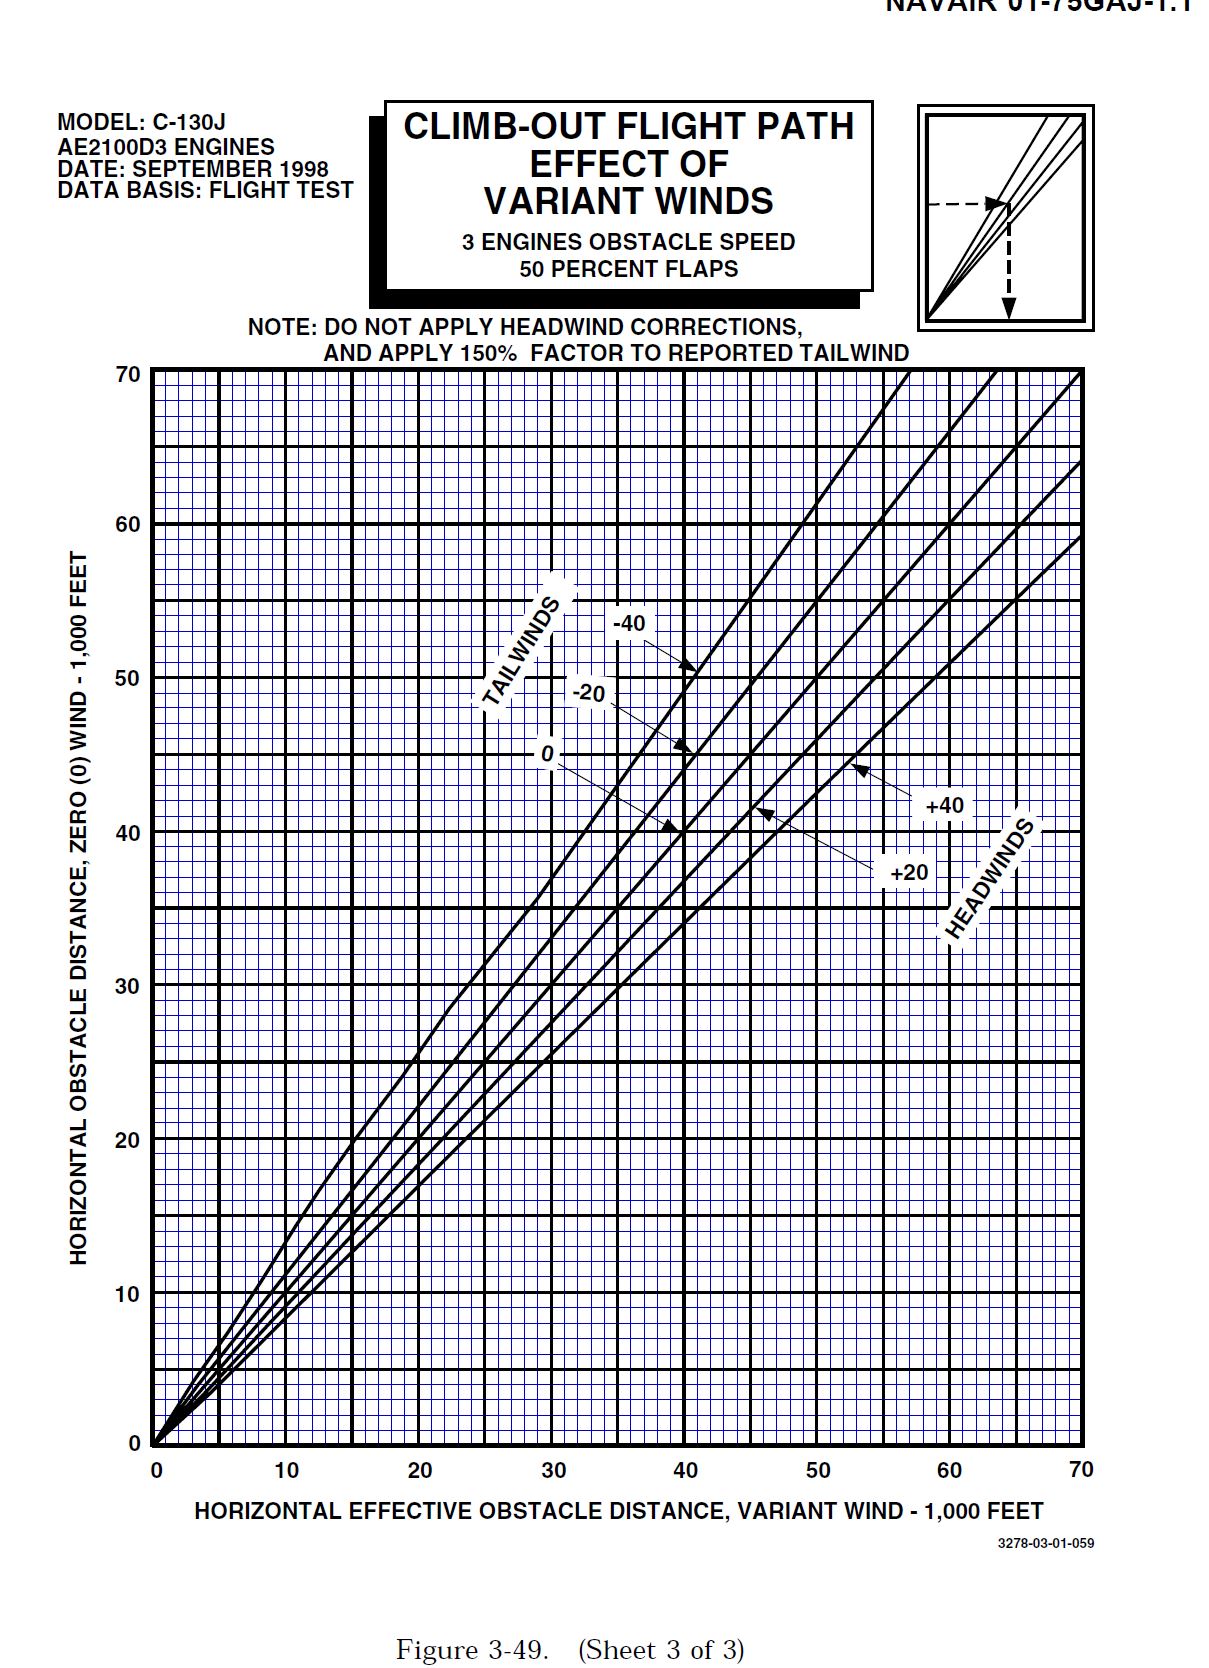 NAVAIR 01-75GAJ-1.1
MODEL: C-130J
AE2100D3 ENGINES
DATE: SEPTEMBER 1998
DATA BASIS: FLIGHT TEST
CLIMB-OUT FLIGHT PATH
EFFECT OF
VARIANT WINDS
3 ENGINES OBSTACLE SPEED
50 PERCENT FLAPS
NOTE: DO NOT APPLY HEADWIND CORRECTIONS,
AND APPLY 150% FACTOR TO REPORTED TAILWIND
HORIZONTAL OBSTACLE DISTANCE, ZERO (0) WIND - 1,000 FEET
70
60
50
40
30
20
10
0
TAILWINDS
-40
-20
0
+40
+20
HEADWINDS
0 10 20 30 40 50 60 70
HORIZONTAL EFFECTIVE OBSTACLE DISTANCE, VARIANT WIND - 1,000 FEET
3278-03-01-059
Figure 3-49. (Sheet 3 of 3)